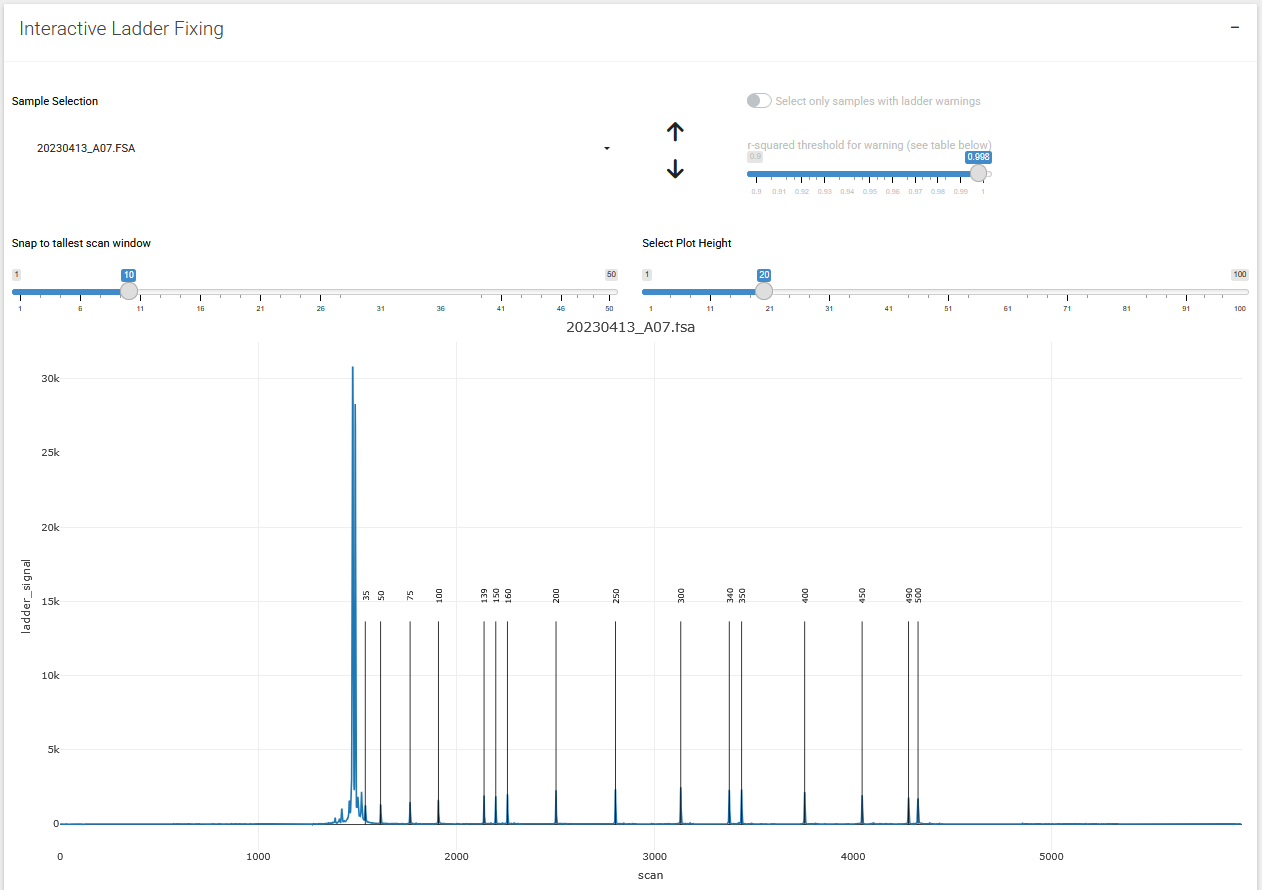 Interactive Ladder Fixing
Sample Selection
Select only samples with ladder warnings
20230413_A07.FSA
r-squared threshold for warning (see table below)
0.9 0.998
0.9 0.91 0.92 0.93 0.94 0.95 0.96 0.97 0.98 0.99 1
Snap to tallest scan window
Select Plot Height
1 10 50
1 20 100
1 6 11 16 21 26 31 36 41 46 50
1 11 21 31 41 51 61 71 81 91 100
20230413_A07.fsa
30k
25k
20k
15k
10k
5k
0
ladder_signal
35 50 75 100 139 150 160 200 250 300 340 350 400 450 490 500
0 1000 2000 3000 4000 5000
scan